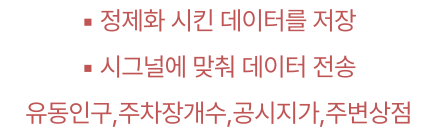 ▪ 정제화 시킨 데이터를 저장
▪ 시그널에 맞춰 데이터 전송
유동인구,주차장개수,공시지가,주변상점